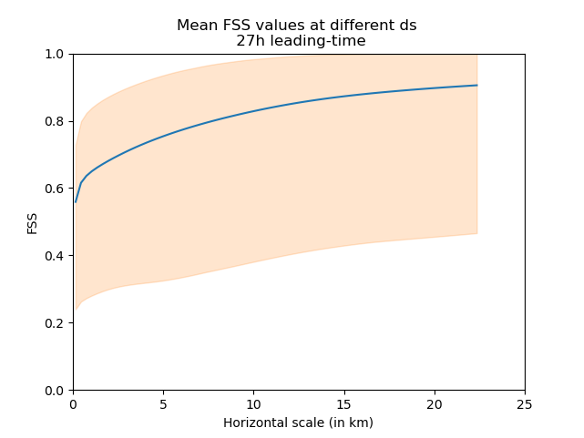 Mean FSS values at different ds
27h leading-time
FSS
1.0
0.8
0.6
0.4
0.2
0.0
0 5 10 15 20 25
Horizontal scale (in km)